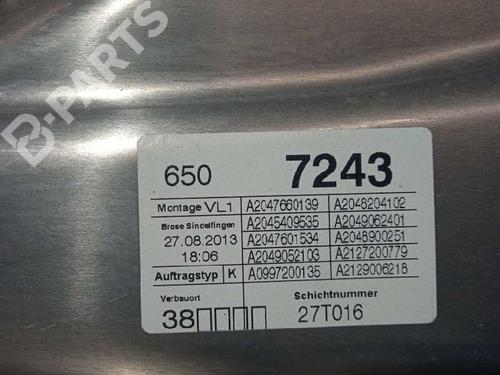 B-PARTS
650 7243
Montage VL1 A2047660139 A2048204102
Brose Sindelfingen A2045409535 A2049062401
27.08.2013 A2047601534 A2048900251
18:06 A2049052103 A2127200779
Auftragstyp K A0997200135 A2129006218
Verbauort Schichtnummer
38 27T016